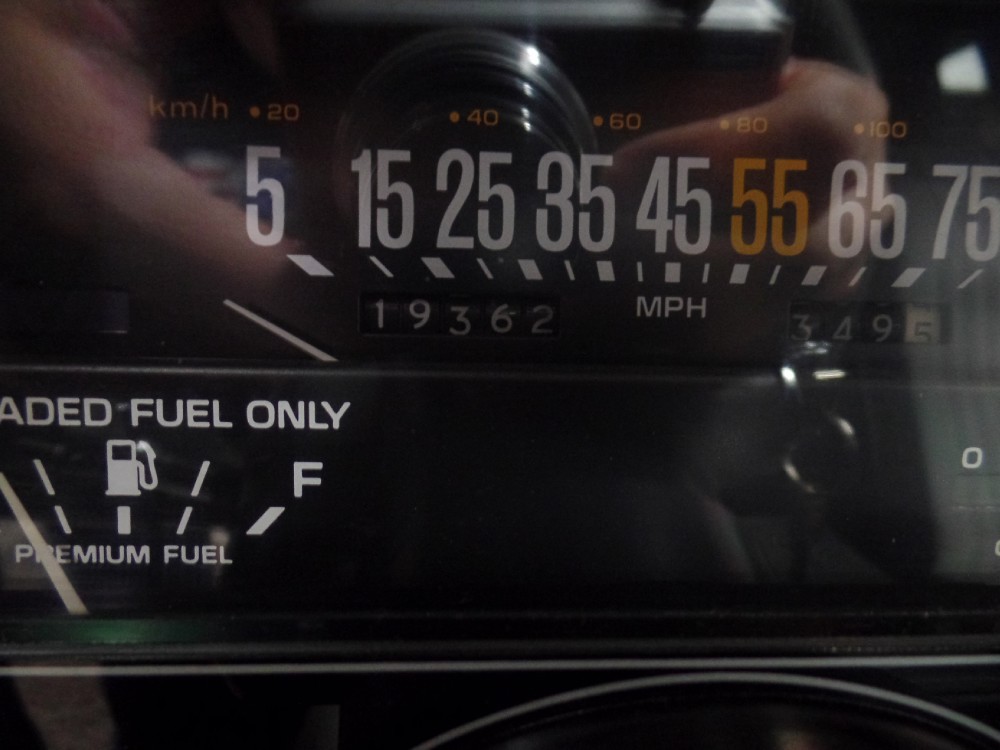 km/h • 20 • 40 • 60 • 80 • 100
5 15 25 35 45 55 65 75
MPH
19362 3495
ADED FUEL ONLY
F
PREMIUM FUEL
0